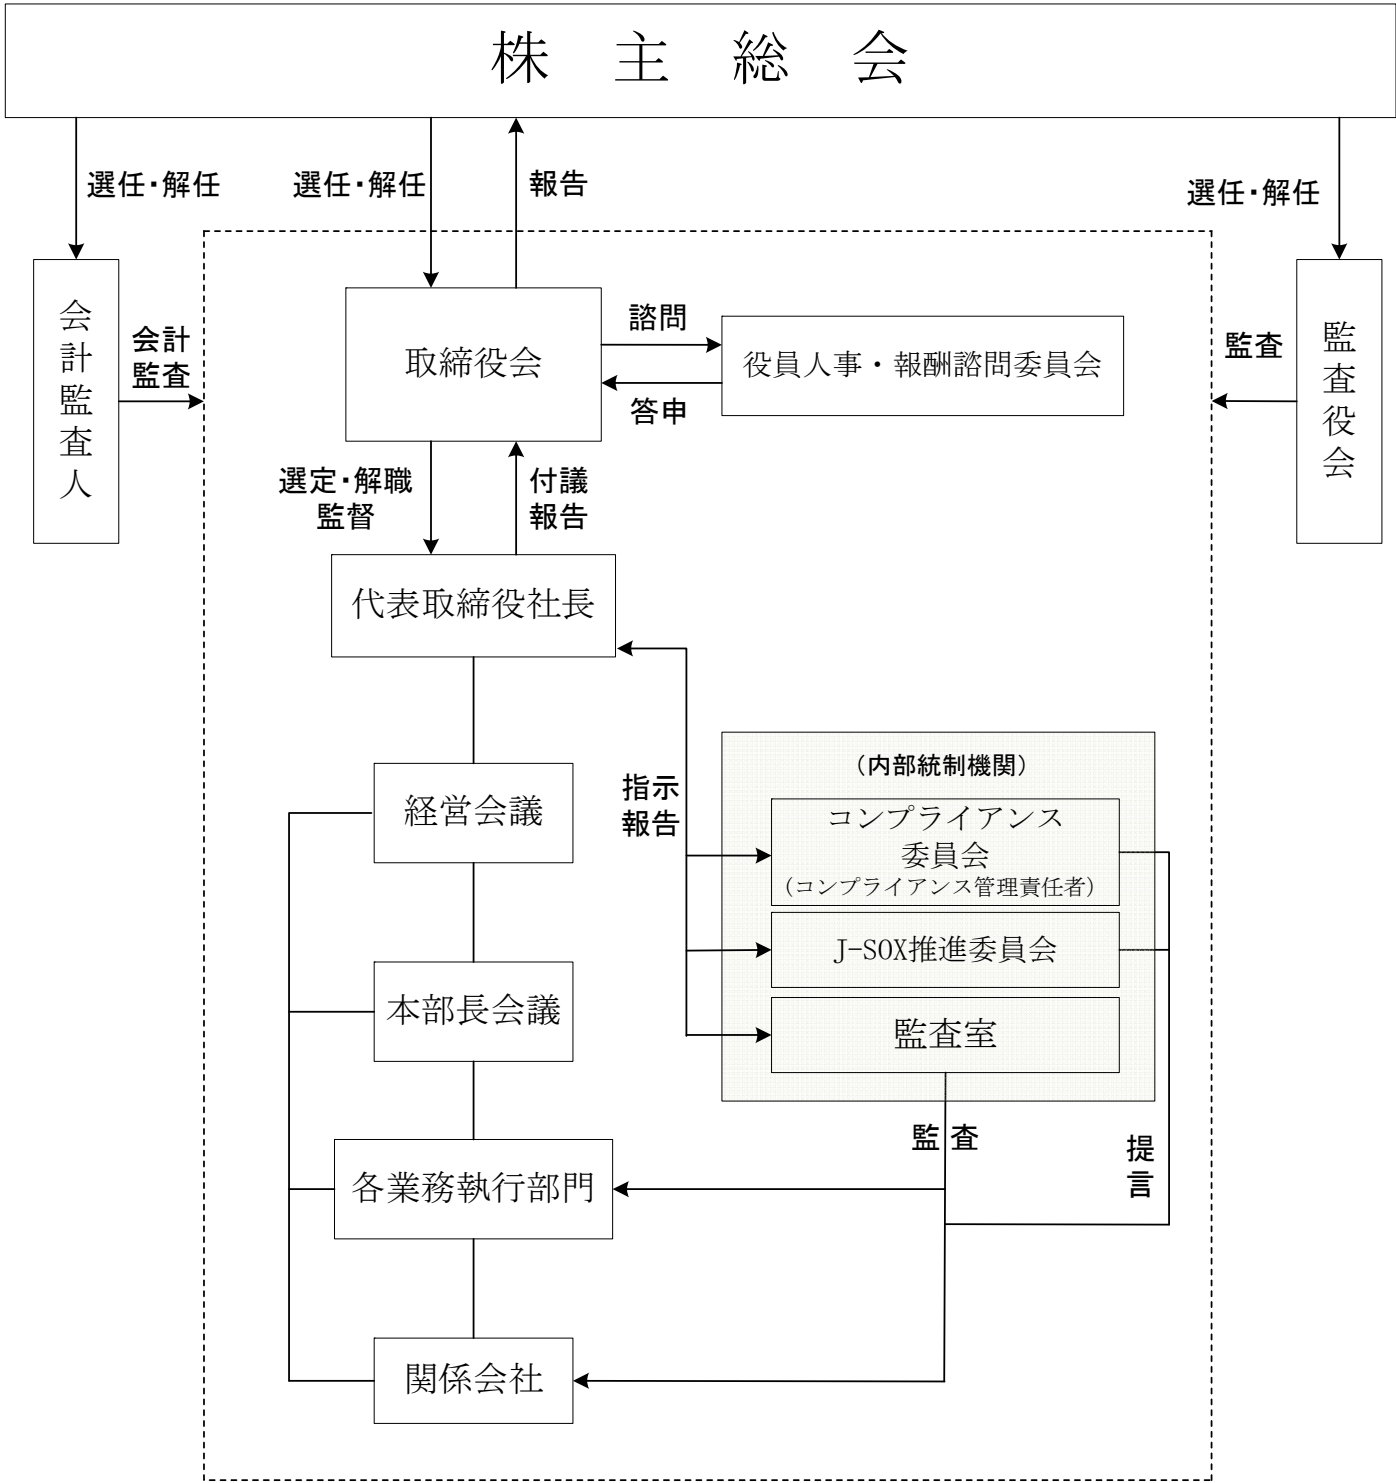 株主総会
選任・解任
選任・解任
報告
選任・解任
会計監査人
会計
監査
取締役会
諮問
答申
役員人事・報酬諮問委員会
監査
監査役会
選定・解職
監督
付議
報告
代表取締役社長
指示
報告
（内部統制機関）
コンプライアンス
委員会
（コンプライアンス管理責任者）
J-SOX推進委員会
監査室
経営会議
本部長会議
監査
提言
各業務執行部門
関係会社